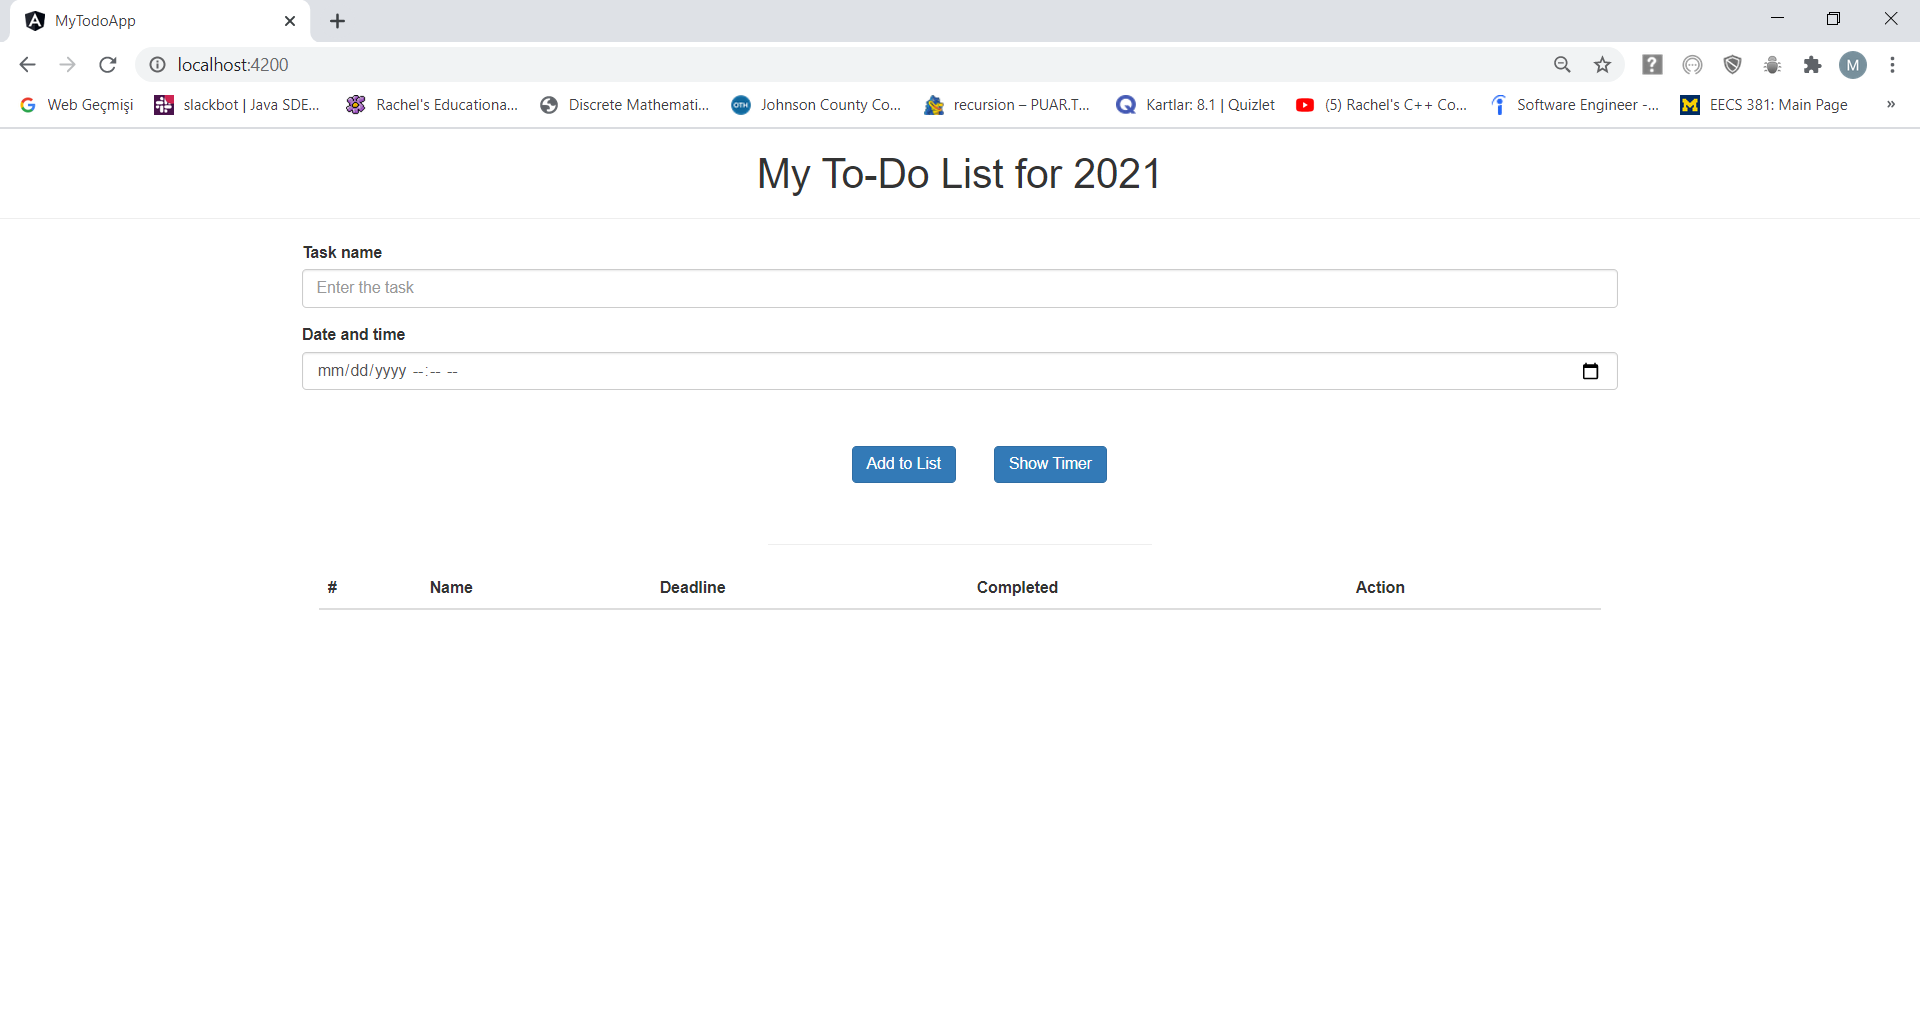 MyTodoApp
localhost:4200
M
Web Geçmişi slackbot | Java SDE... Rachel's Educationa... Discrete Mathemati... OTH Johnson County Co... recursion – PUAR.T... Kartlar: 8.1 | Quizlet (5) Rachel's C++ Co... Software Engineer -... EECS 381: Main Page »
My To-Do List for 2021
Task name
Enter the task
Date and time
mm/dd/yyyy --:-- --
Add to List Show Timer
# Name Deadline Completed Action